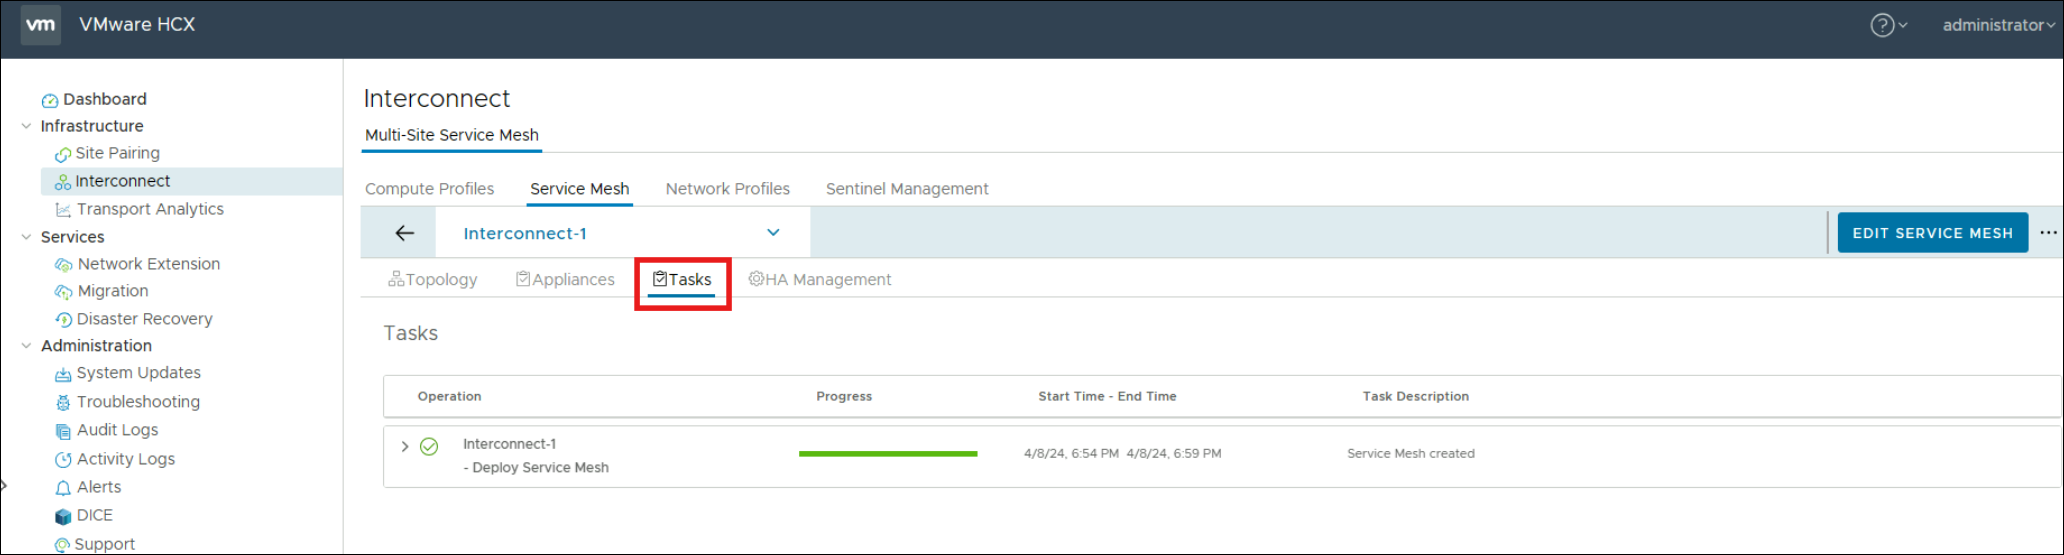 vm VMware HCX
administrator
Dashboard
Infrastructure
Site Pairing
Interconnect
Transport Analytics
Services
Network Extension
Migration
Disaster Recovery
Administration
System Updates
Troubleshooting
Audit Logs
Activity Logs
Alerts
DICE
Support
Interconnect
Multi-Site Service Mesh
Compute Profiles Service Mesh Network Profiles Sentinel Management
Interconnect-1 EDIT SERVICE MESH ...
Topology Appliances Tasks HA Management
Tasks
Operation Progress Start Time - End Time Task Description
Interconnect-1
- Deploy Service Mesh
4/8/24, 6:54 PM 4/8/24, 6:59 PM
Service Mesh created